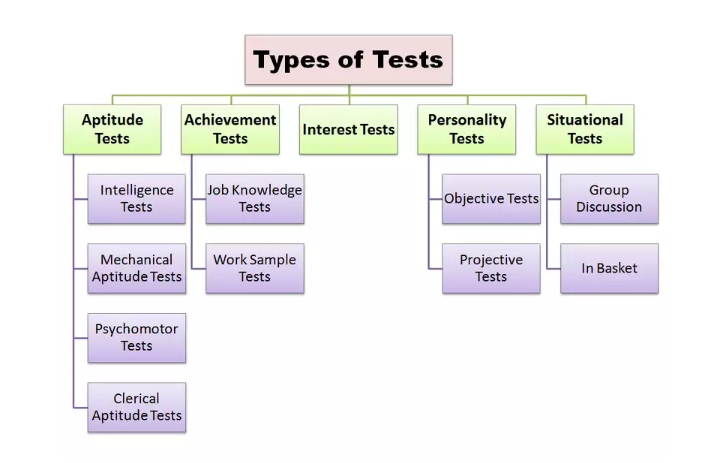 Types of Tests
Aptitude
Tests
Achievement
Tests
Interest Tests
Personality
Tests
Situational
Tests
Intelligence
Tests
Mechanical
Aptitude Tests
Psychomotor
Tests
Clerical
Aptitude Tests
Job Knowledge
Tests
Work Sample
Tests
Objective Tests
Projective
Tests
Group
Discussion
In Basket